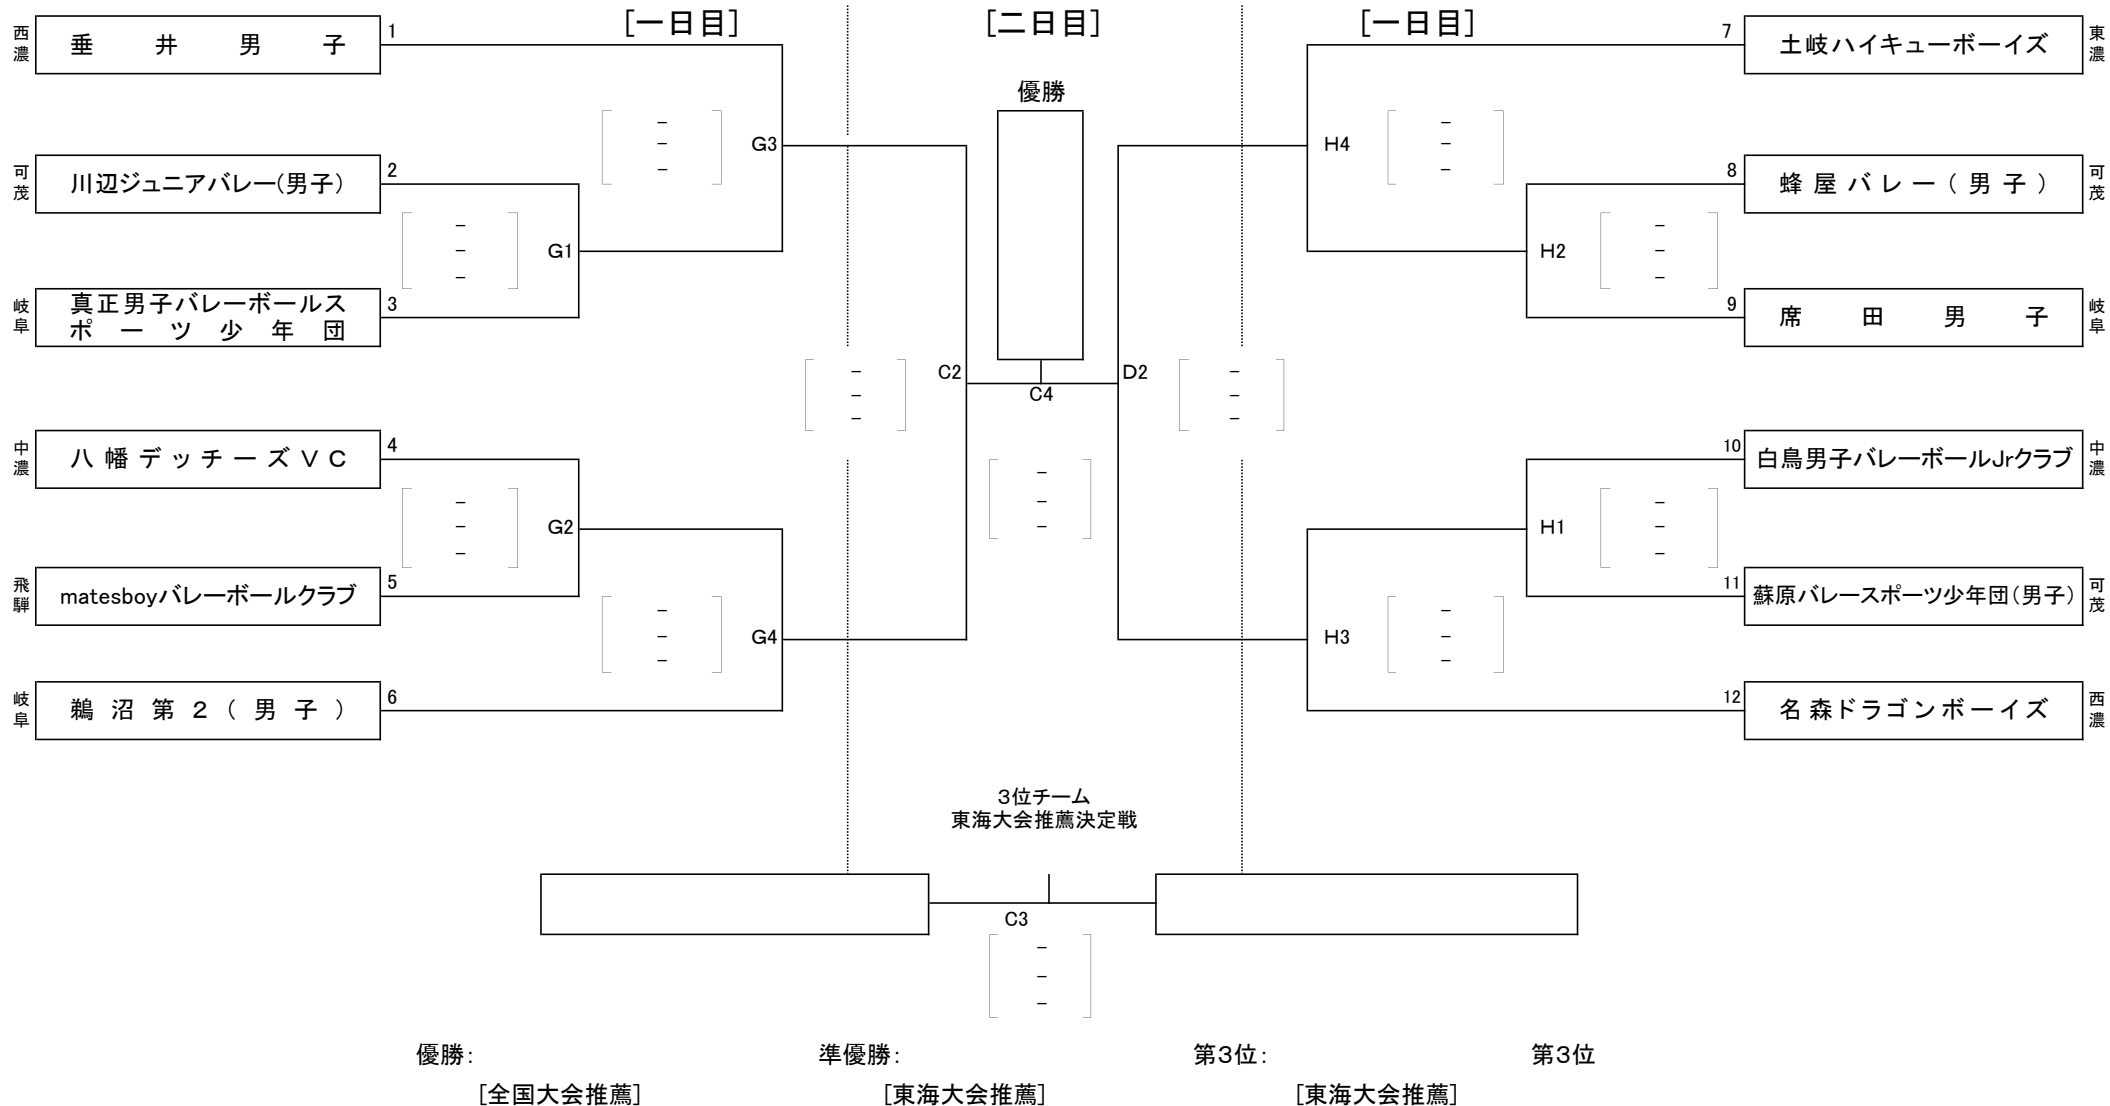 [一日目]
[二日目]
[一日目]
西濃
垂井男子
1
可茂
川辺ジュニアバレー(男子)
2
岐阜
真正男子バレーボールス
ポーツ少年団
3
中濃
八幡デッチーズVC
4
飛騨
matesboyバレーボールクラブ
5
岐阜
鵜沼第2(男子)
6
G3
-
-
-
G1
-
-
-
G2
-
-
-
G4
-
-
-
C2
-
-
-
優勝
C4
-
-
-
D2
-
-
-
H4
-
-
-
H2
-
-
-
H1
-
-
-
H3
-
-
-
7
土岐ハイキューボーイズ
東濃
8
蜂屋バレー(男子)
可茂
9
席田男子
岐阜
10
白鳥男子バレーボールJrクラブ
中濃
11
蘇原バレースポーツ少年団(男子)
可茂
12
名森ドラゴンボーイズ
西濃
3位チーム
東海大会推薦決定戦
C3
-
-
-
優勝:
準優勝:
第3位:
第3位
[全国大会推薦]
[東海大会推薦]
[東海大会推薦]